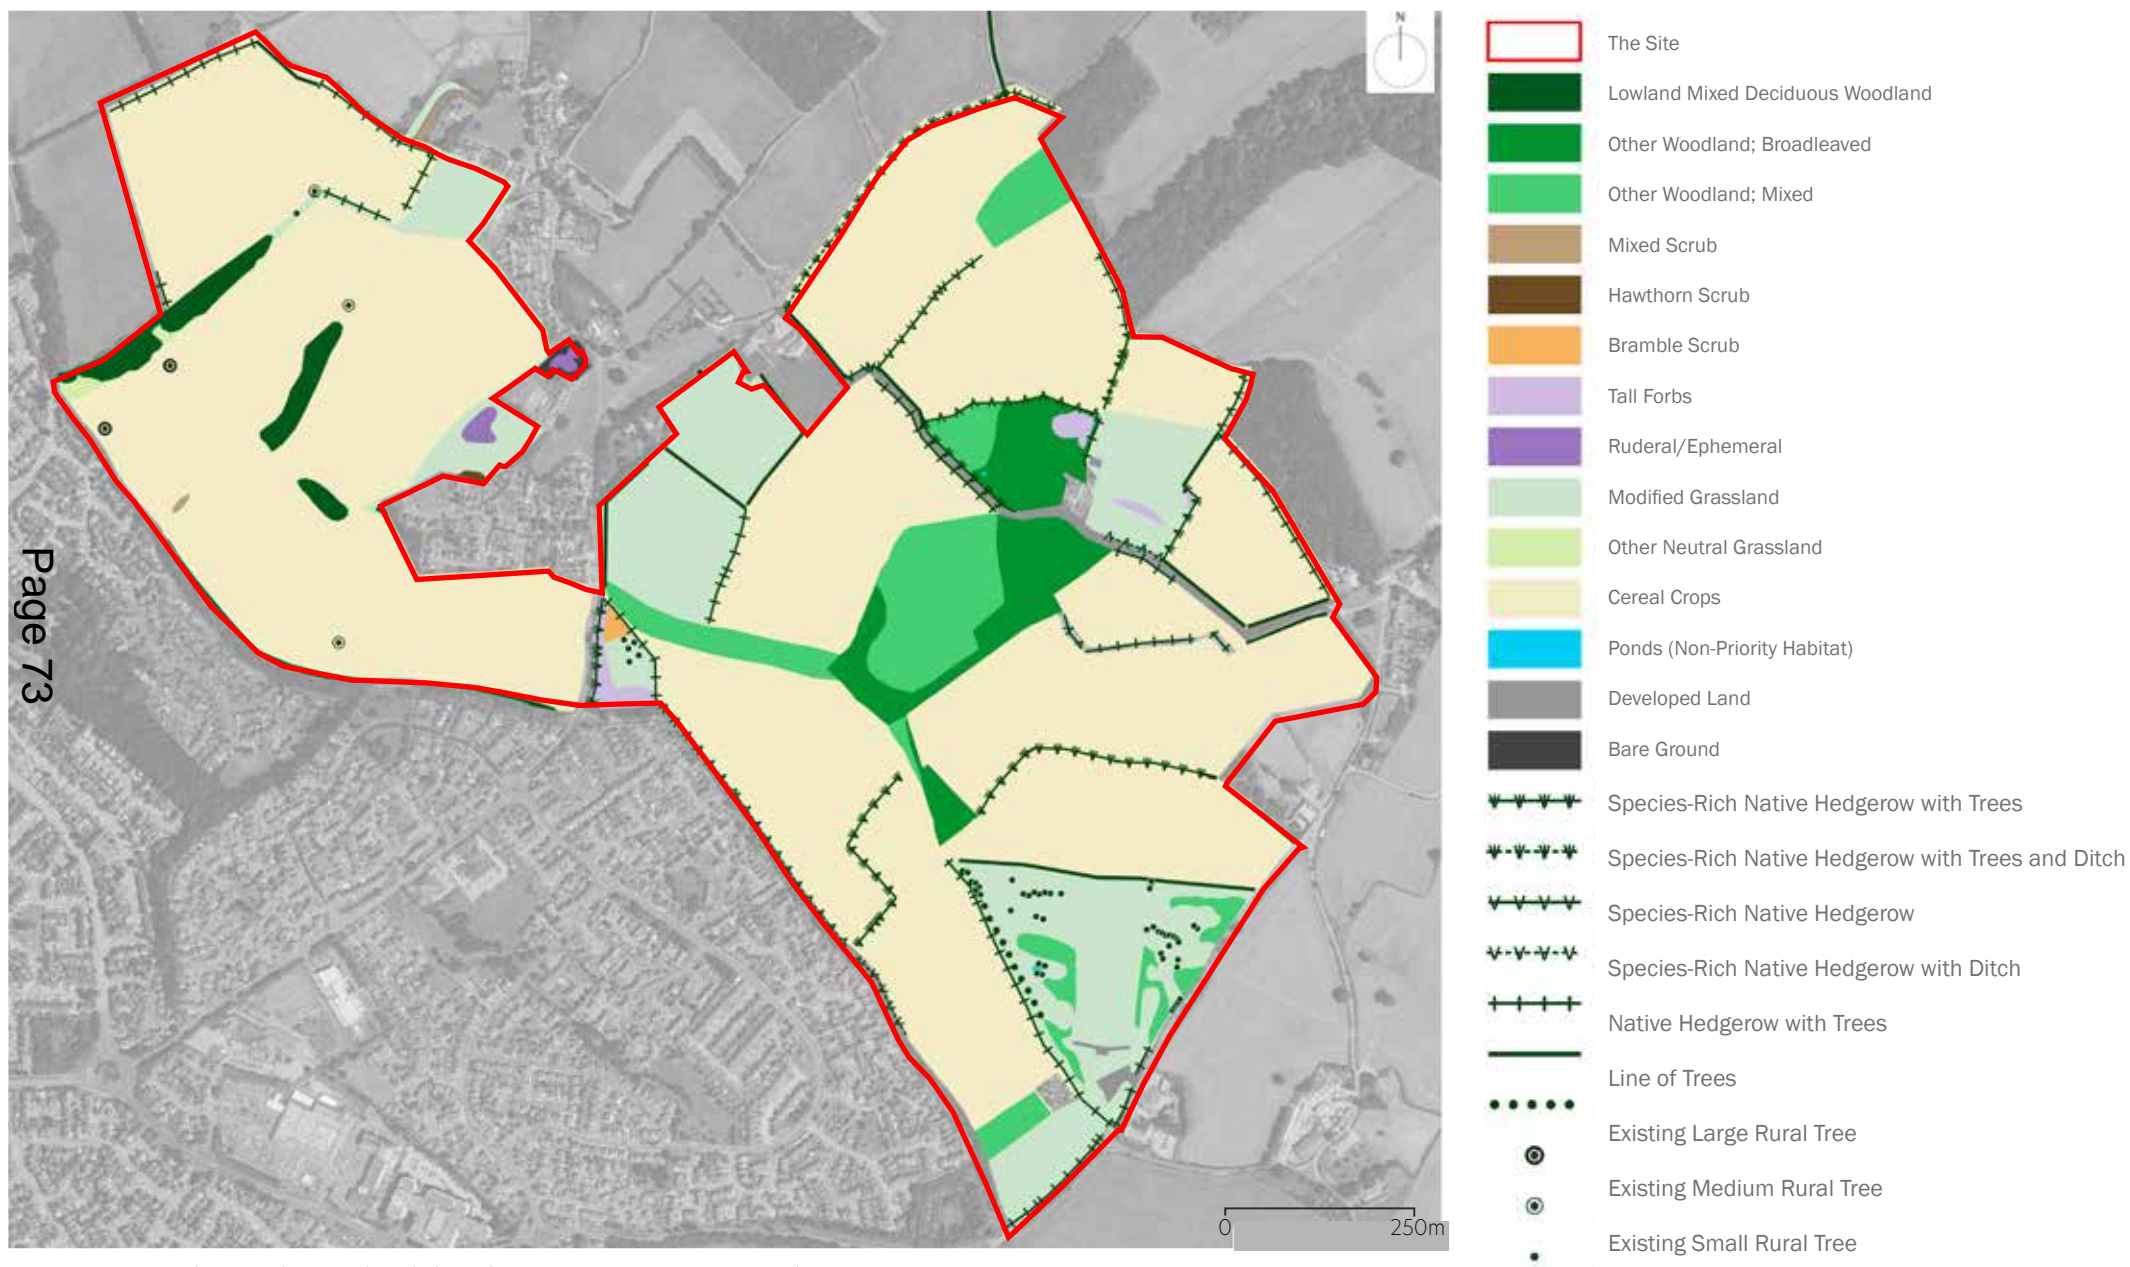 N
Page 73
0
250m
The Site
Lowland Mixed Deciduous Woodland
Other Woodland; Broadleaved
Other Woodland; Mixed
Mixed Scrub
Hawthorn Scrub
Bramble Scrub
Tall Forbs
Ruderal/Ephemeral
Modified Grassland
Other Neutral Grassland
Cereal Crops
Ponds (Non-Priority Habitat)
Developed Land
Bare Ground
Species-Rich Native Hedgerow with Trees
Species-Rich Native Hedgerow with Trees and Ditch
Species-Rich Native Hedgerow
Species-Rich Native Hedgerow with Ditch
Native Hedgerow with Trees
Line of Trees
Existing Large Rural Tree
Existing Medium Rural Tree
Existing Small Rural Tree